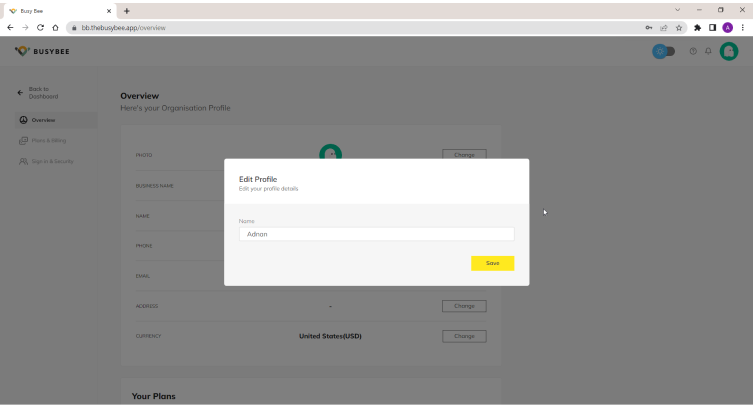 Busy Bee
bb.thebusybee.app/overview
A
BUSYBEE
Back to
Dashboard
Overview
Plans & Billing
Sign in & Security
Overview
Here's your Organisation Profile
PHOTO
Change
BUSINESS NAME
NAME
PHONE
EMAIL
ADDRESS
-
Change
CURRENCY
United States(USD)
Change
Your Plans
Edit Profile
Edit your profile details
Name
Adnan
Save